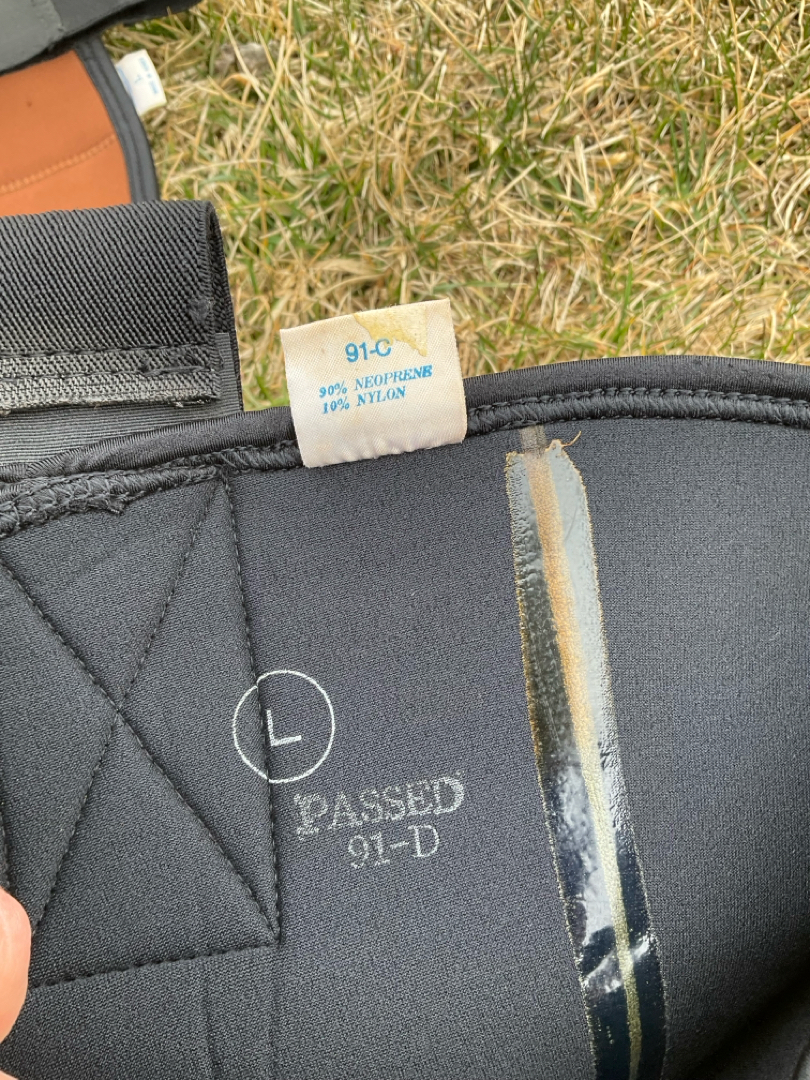 91-C
90% NEOPRENE
10% NYLON
L
PASSED
91-D